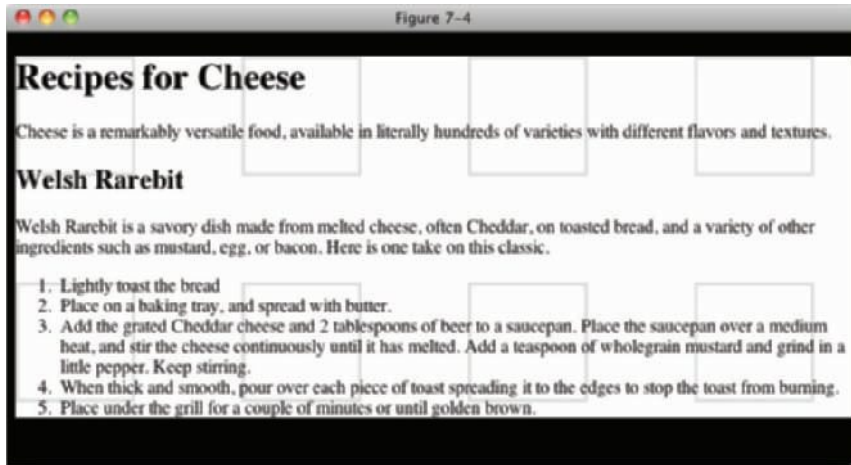 Figure 7-4
Recipes for Cheese
Cheese is a remarkably versatile food, available in literally hundreds of varieties with different flavors and textures.
Welsh Rarebit
Welsh Rarebit is a savory dish made from melted cheese, often Cheddar, on toasted bread, and a variety of other
ingredients such as mustard, egg, or bacon. Here is one take on this classic.
1. Lightly toast the bread
2. Place on a baking tray, and spread with butter.
3. Add the grated Cheddar cheese and 2 tablespoons of beer to a saucepan. Place the saucepan over a medium
heat, and stir the cheese continuously until it has melted. Add a teaspoon of wholegrain mustard and grind in a
little pepper. Keep stirring.
4. When thick and smooth, pour over each piece of toast spreading it to the edges to stop the toast from burning.
5. Place under the grill for a couple of minutes or until golden brown.